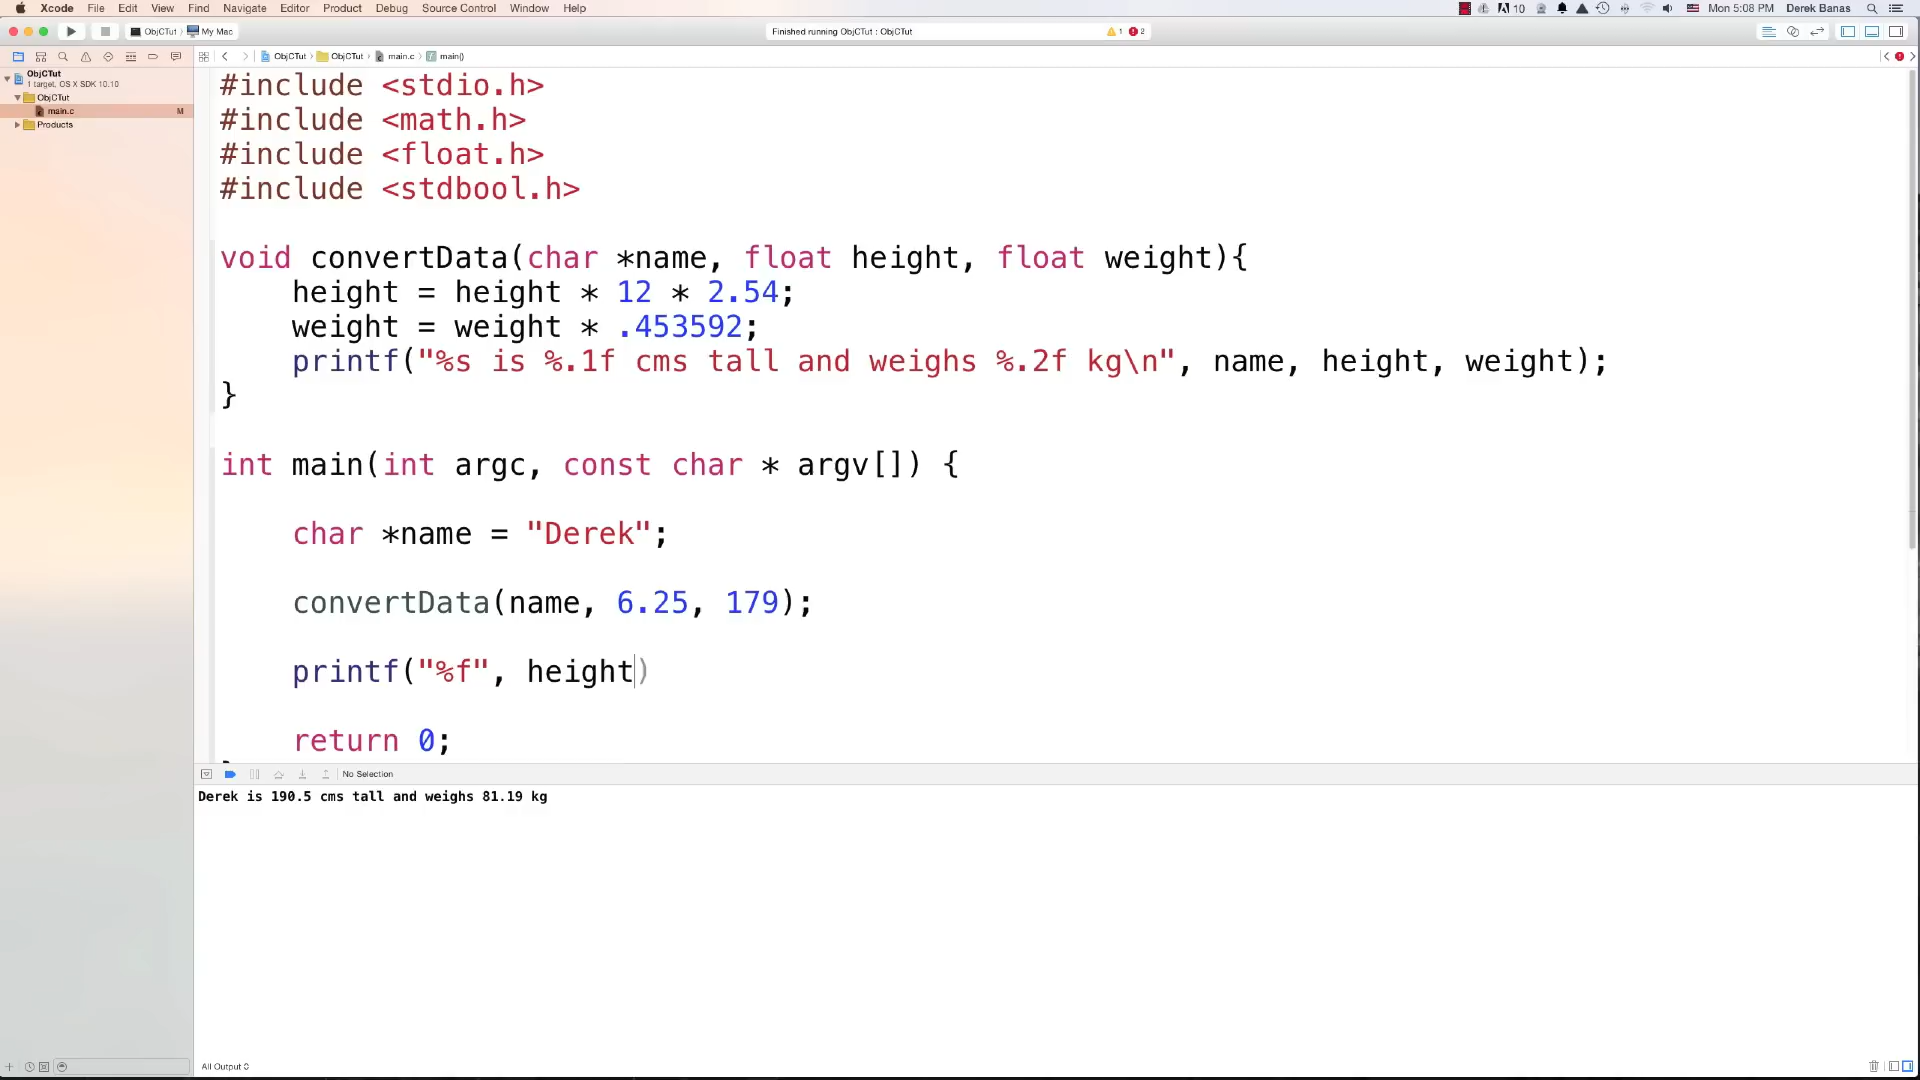 Xcode File Edit View Find Navigate Editor Product Debug Source Control Window Help
10 Mon 5:08 PM Derek Banas
ObjCTut My Mac
Finished running ObjCTut : ObjCTut
1 2
ObjCTut ObjCTut main.c main()
ObjCTut
1 target, OS X SDK 10.10
ObjCTut
main.c M
Products
#include <stdio.h>
#include <math.h>
#include <float.h>
#include <stdbool.h>
void convertData(char *name, float height, float weight){
height = height * 12 * 2.54;
weight = weight * .453592;
printf("%s is %.1f cms tall and weighs %.2f kg\n", name, height, weight);
}
int main(int argc, const char * argv[]) {
char *name = "Derek";
convertData(name, 6.25, 179);
printf("%f", height)
return 0;
No Selection
Derek is 190.5 cms tall and weighs 81.19 kg
All Output